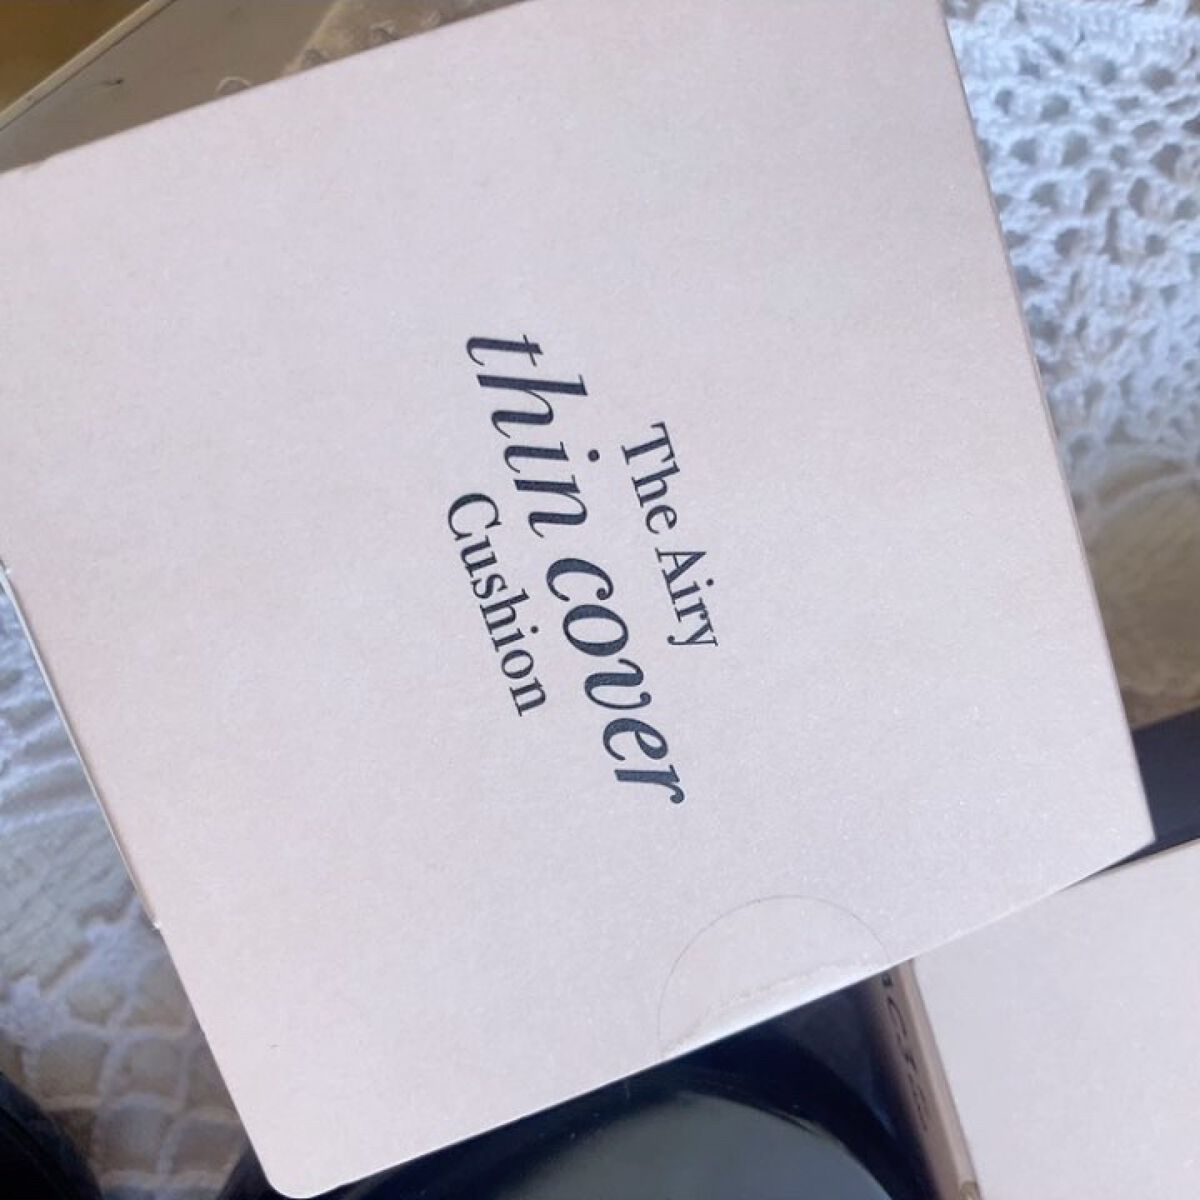 The Airy
thin cover
Cushion